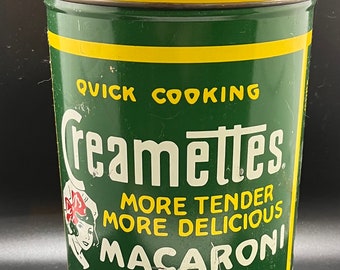 QUICK COOKING
Creamettes
MORE TENDER
MORE DELICIOUS
MACARONI